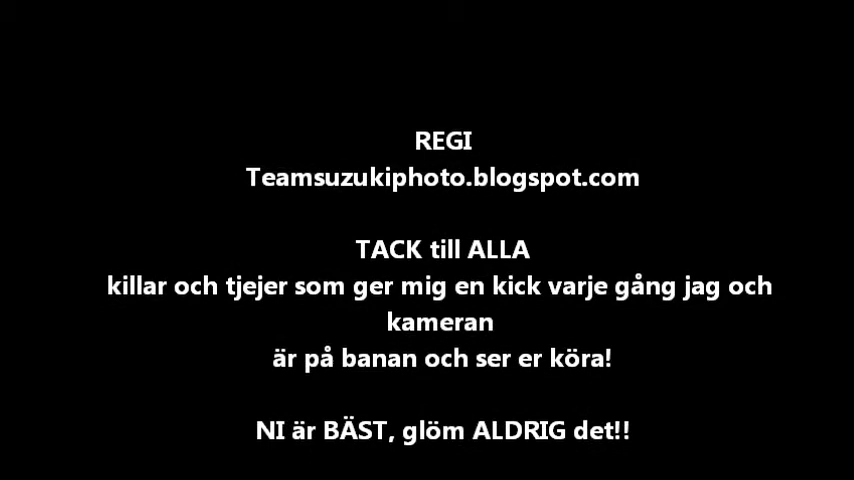 REGI
Teamsuzukiphoto.blogspot.com
TACK till ALLA
killar och tjejer som ger mig en kick varje gång jag och
kameran
är på banan och ser er köra!
NI är BÄST, glöm ALDRIG det!!